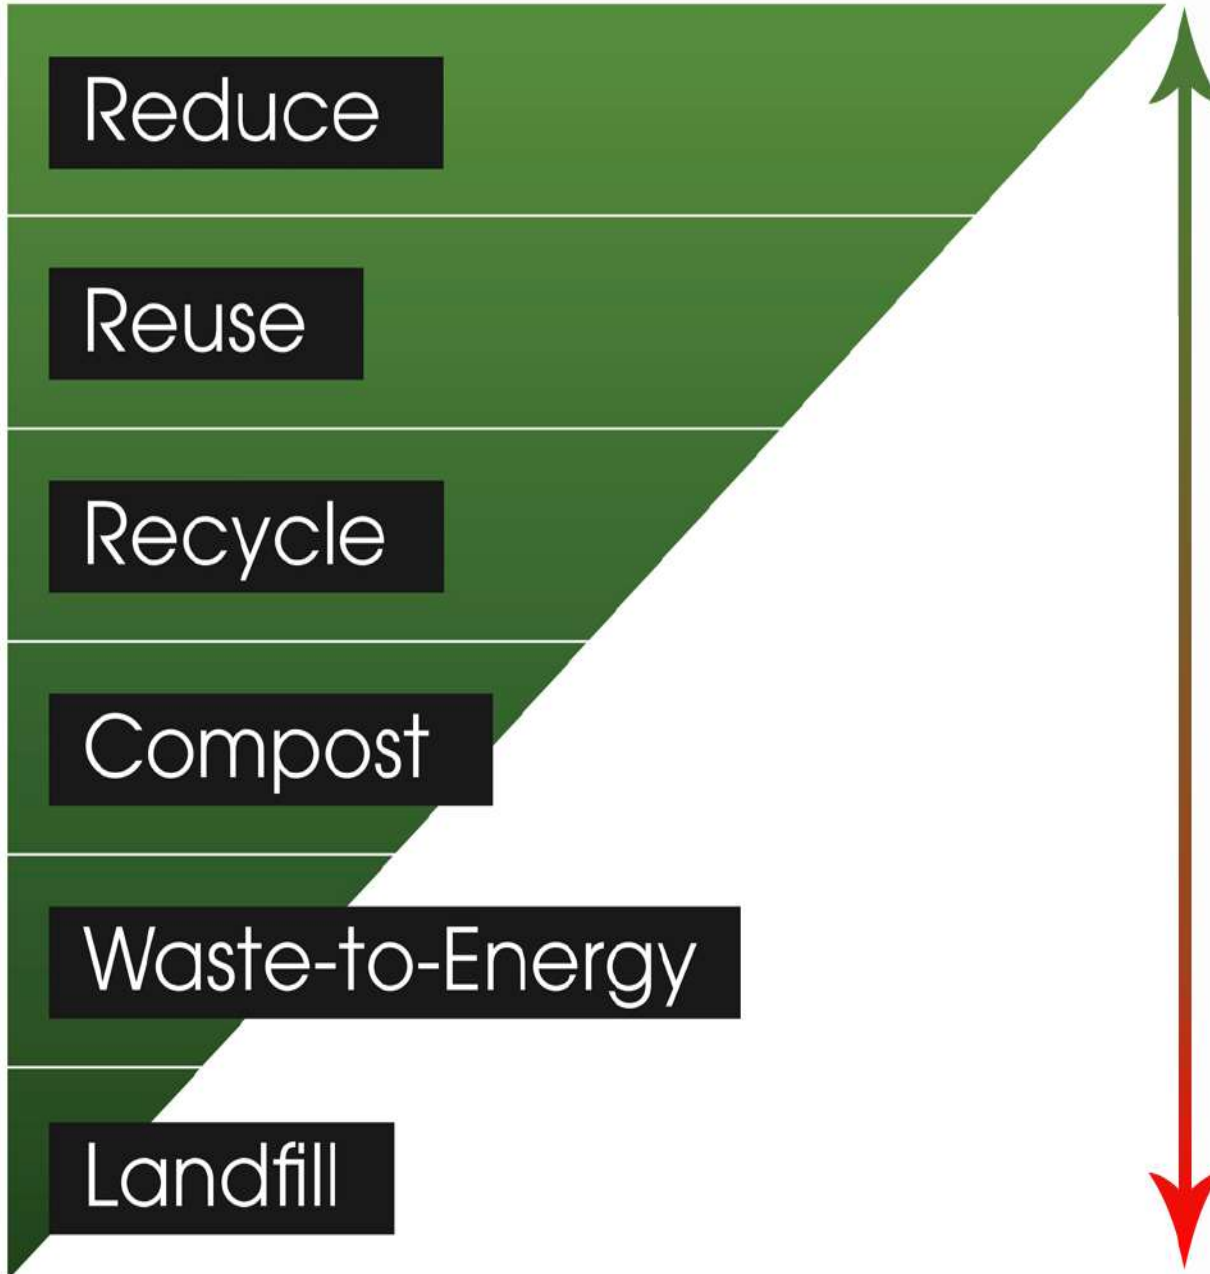 Reduce
Reuse
Recycle
Compost
Waste-to-Energy
Landfill